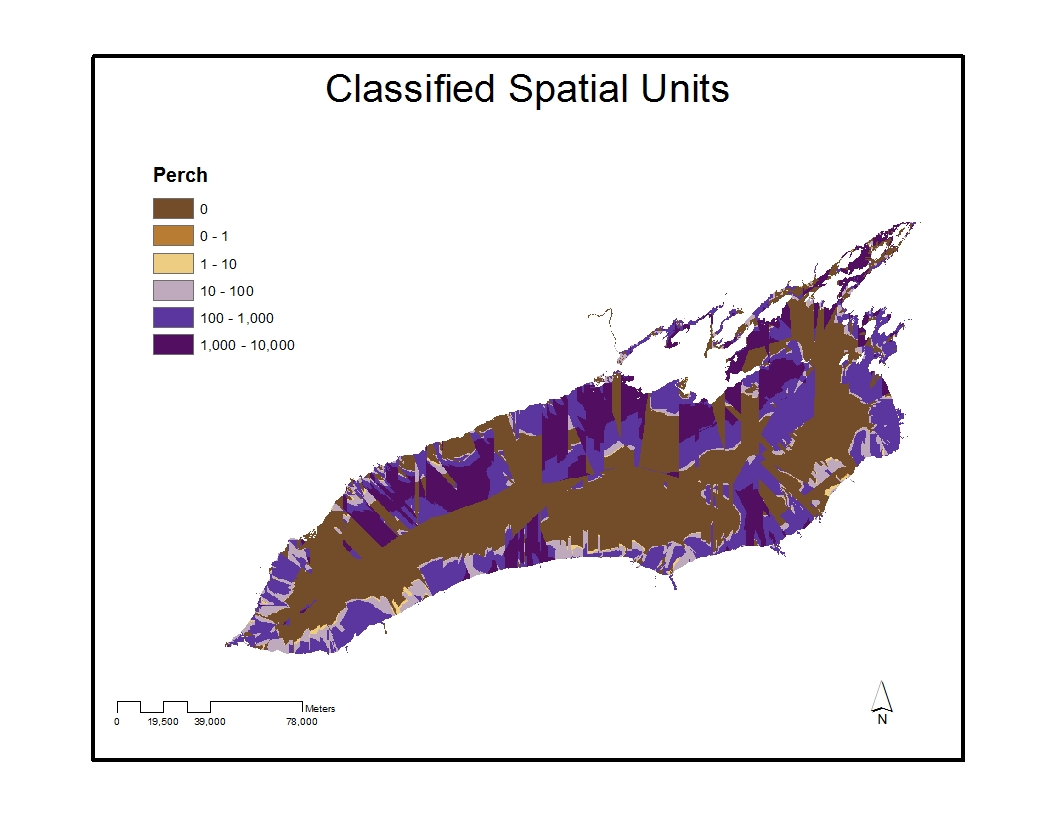 Classified Spatial Units
Perch
0
0 - 1
1 - 10
10 - 100
100 - 1,000
1,000 - 10,000
Meters
0 19,500 39,000 78,000
N